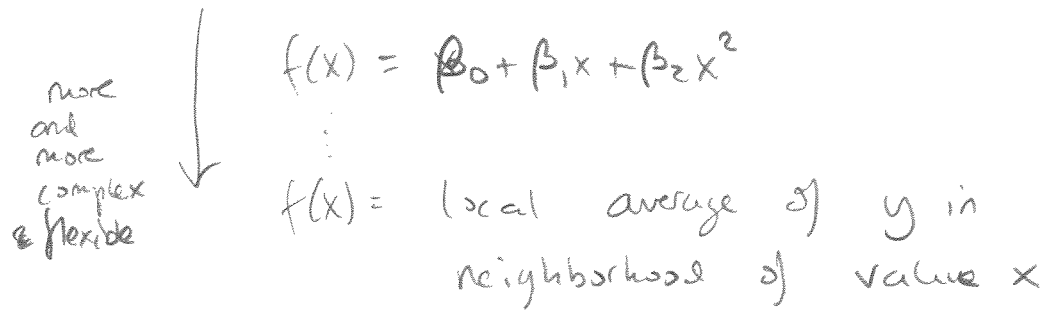 f(x) = β₀ + β₁x + β₂x²
more
and
more
complex
& flexible
⋮
f(x) = local average of y in
neighborhood of value x